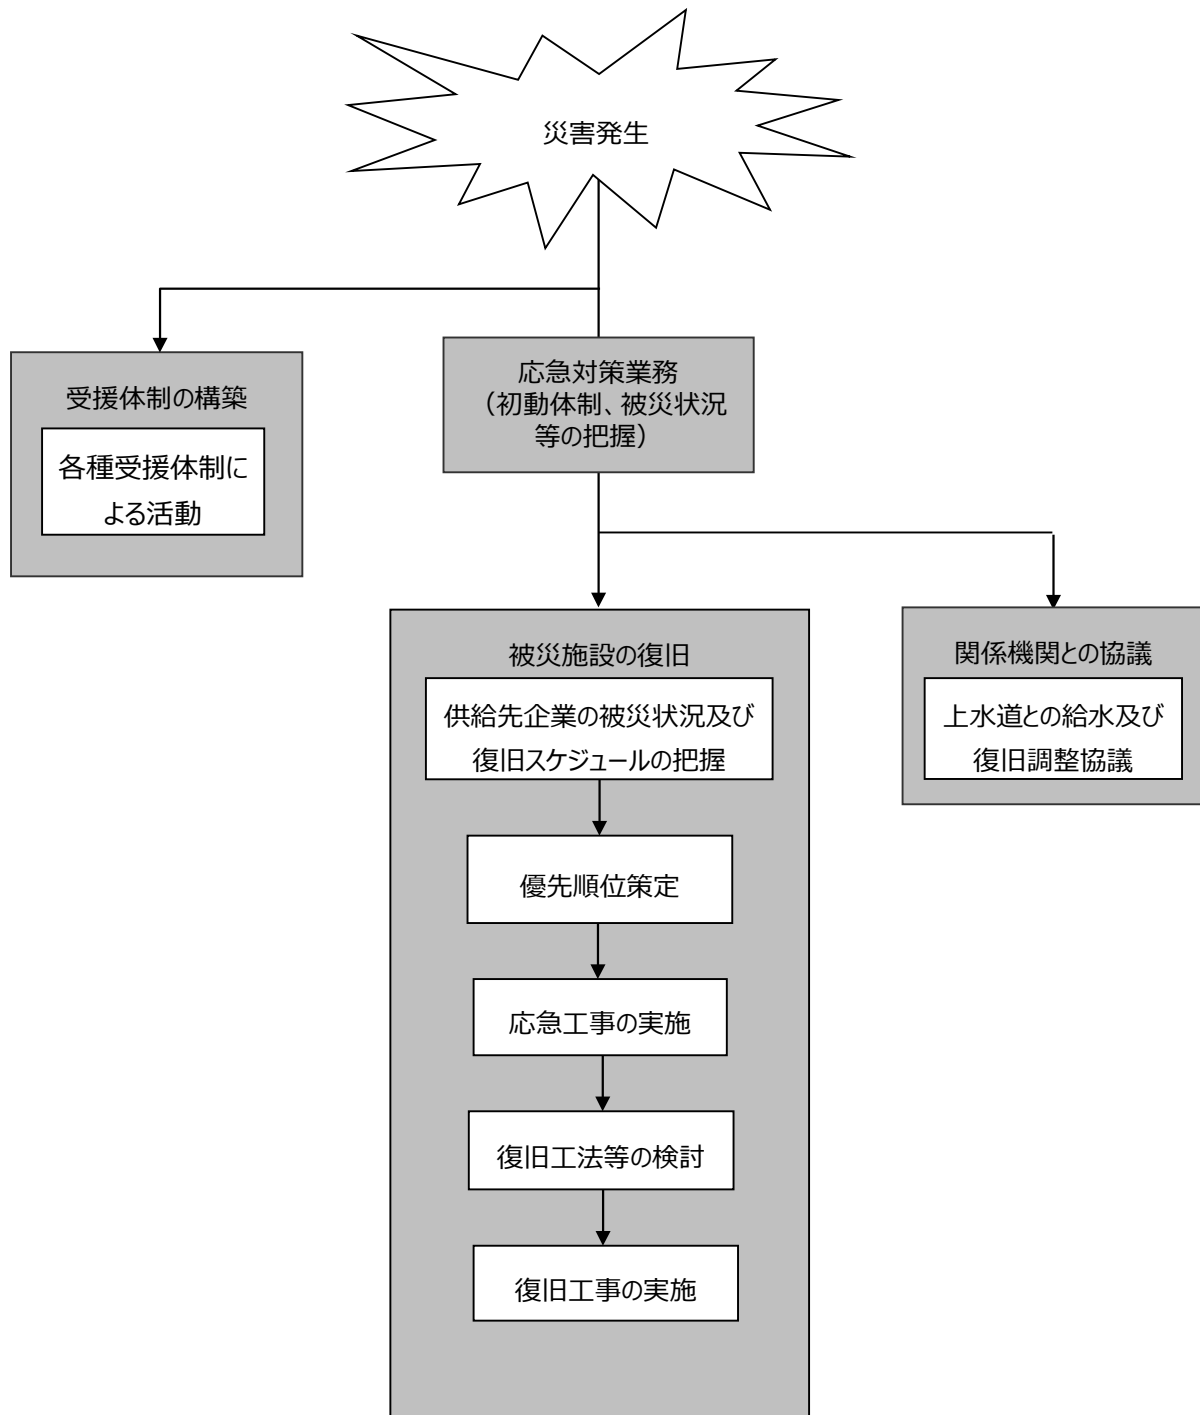 災害発生
受援体制の構築
各種受援体制に
よる活動
応急対策業務
（初動体制、被災状況
等の把握）
被災施設の復旧
供給先企業の被災状況及び
復旧スケジュールの把握
優先順位策定
応急工事の実施
復旧工法等の検討
復旧工事の実施
関係機関との協議
上水道との給水及び
復旧調整協議